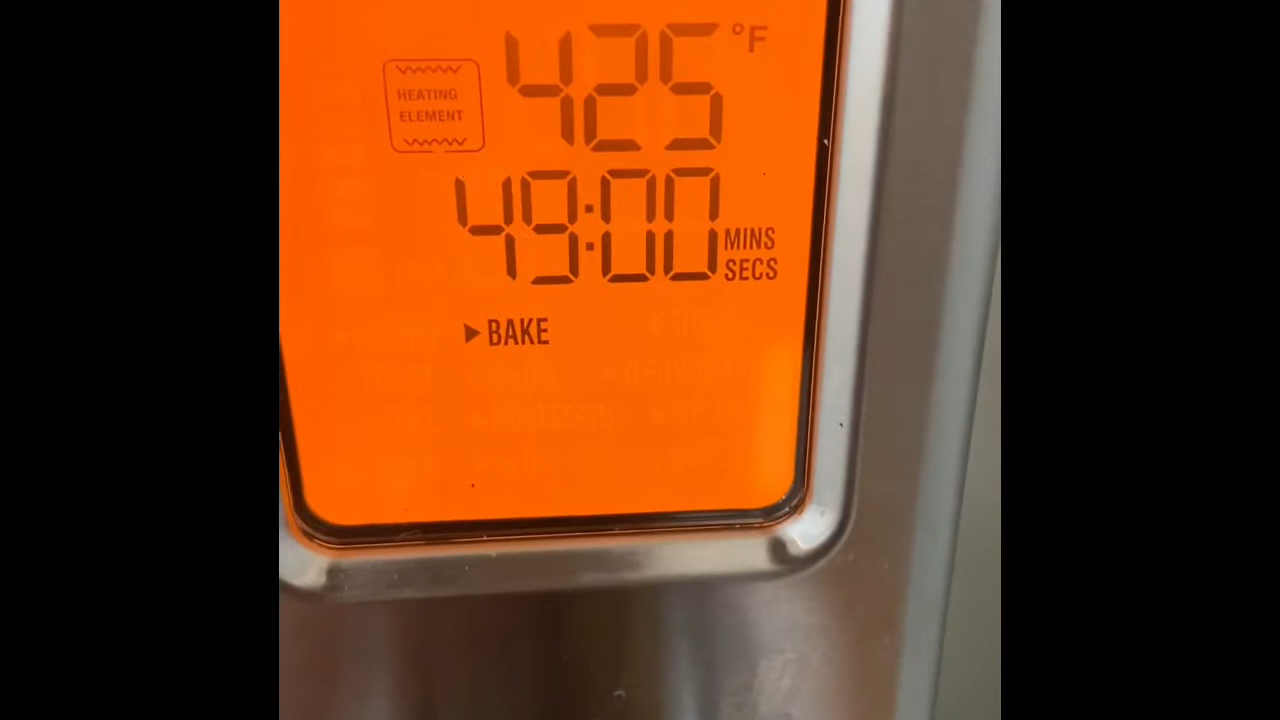 425 °F
HEATING
ELEMENT
49:00 MINS
SECS
▶BAKE